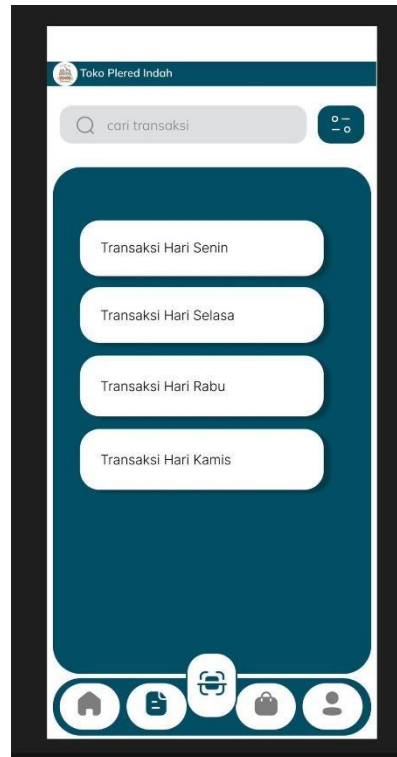 Toko Plered Indah
cari transaksi
Transaksi Hari Senin
Transaksi Hari Selasa
Transaksi Hari Rabu
Transaksi Hari Kamis